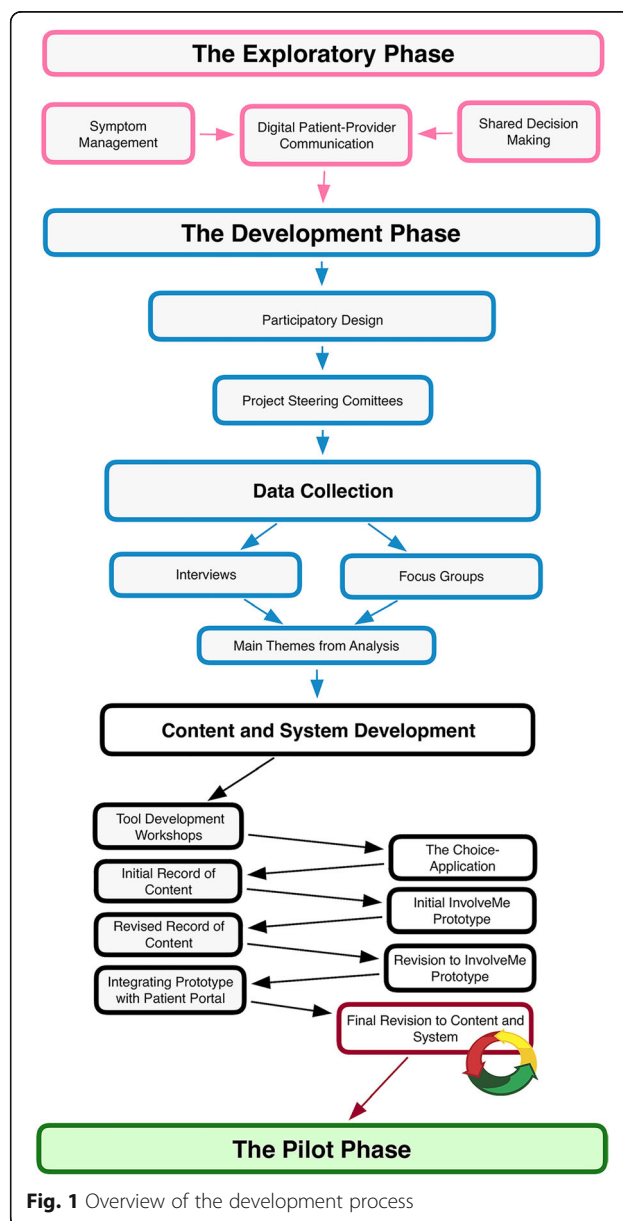 The Exploratory Phase
Symptom
Management
Digital Patient-Provider
Communication
Shared Decision
Making
The Development Phase
Participatory Design
Project Steering Comittees
Data Collection
Interviews
Focus Groups
Main Themes from Analysis
Content and System Development
Tool Development
Workshops
The Choice-
Application
Initial Record of
Content
Initial InvolveMe
Prototype
Revised Record of
Content
Revision to InvolveMe
Prototype
Integrating Prototype
with Patient Portal
Final Revision to Content and
System
The Pilot Phase
Fig. 1 Overview of the development process